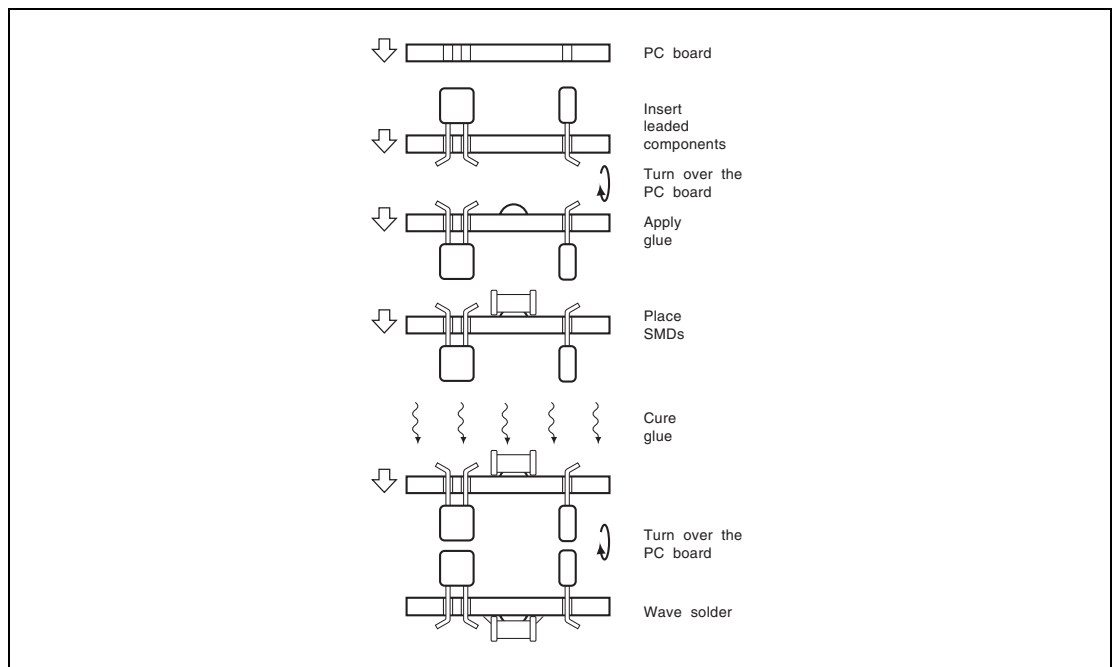 PC board
Insert
leaded
components
Turn over the
PC board
Apply
glue
Place
SMDs
Cure
glue
Turn over the
PC board
Wave solder